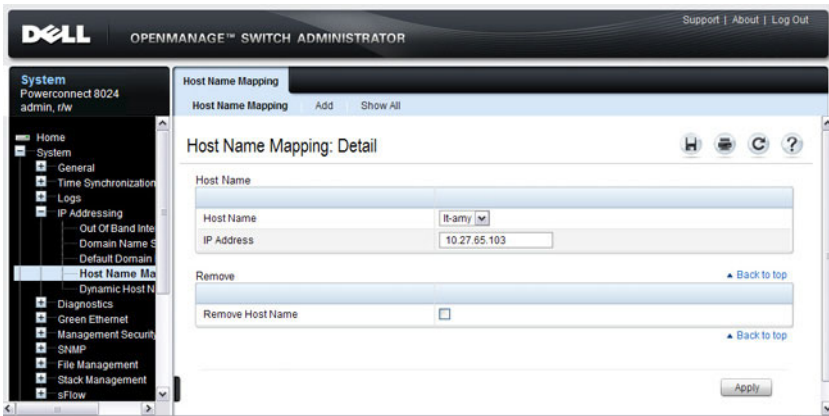 Support | About | Log Out
DELL OPENMANAGE™ SWITCH ADMINISTRATOR
System
Powerconnect 8024
admin, r/w
Home
System
General
Time Synchronization
Logs
IP Addressing
Out Of Band Inte
Domain Name S
Default Domain
Host Name Ma
Dynamic Host N
Diagnostics
Green Ethernet
Management Security
SNMP
File Management
Stack Management
sFlow
Host Name Mapping
Host Name Mapping Add Show All
Host Name Mapping: Detail
Host Name
Host Name lt-amy
IP Address 10.27.65.103
Remove Back to top
Remove Host Name
Back to top
Apply